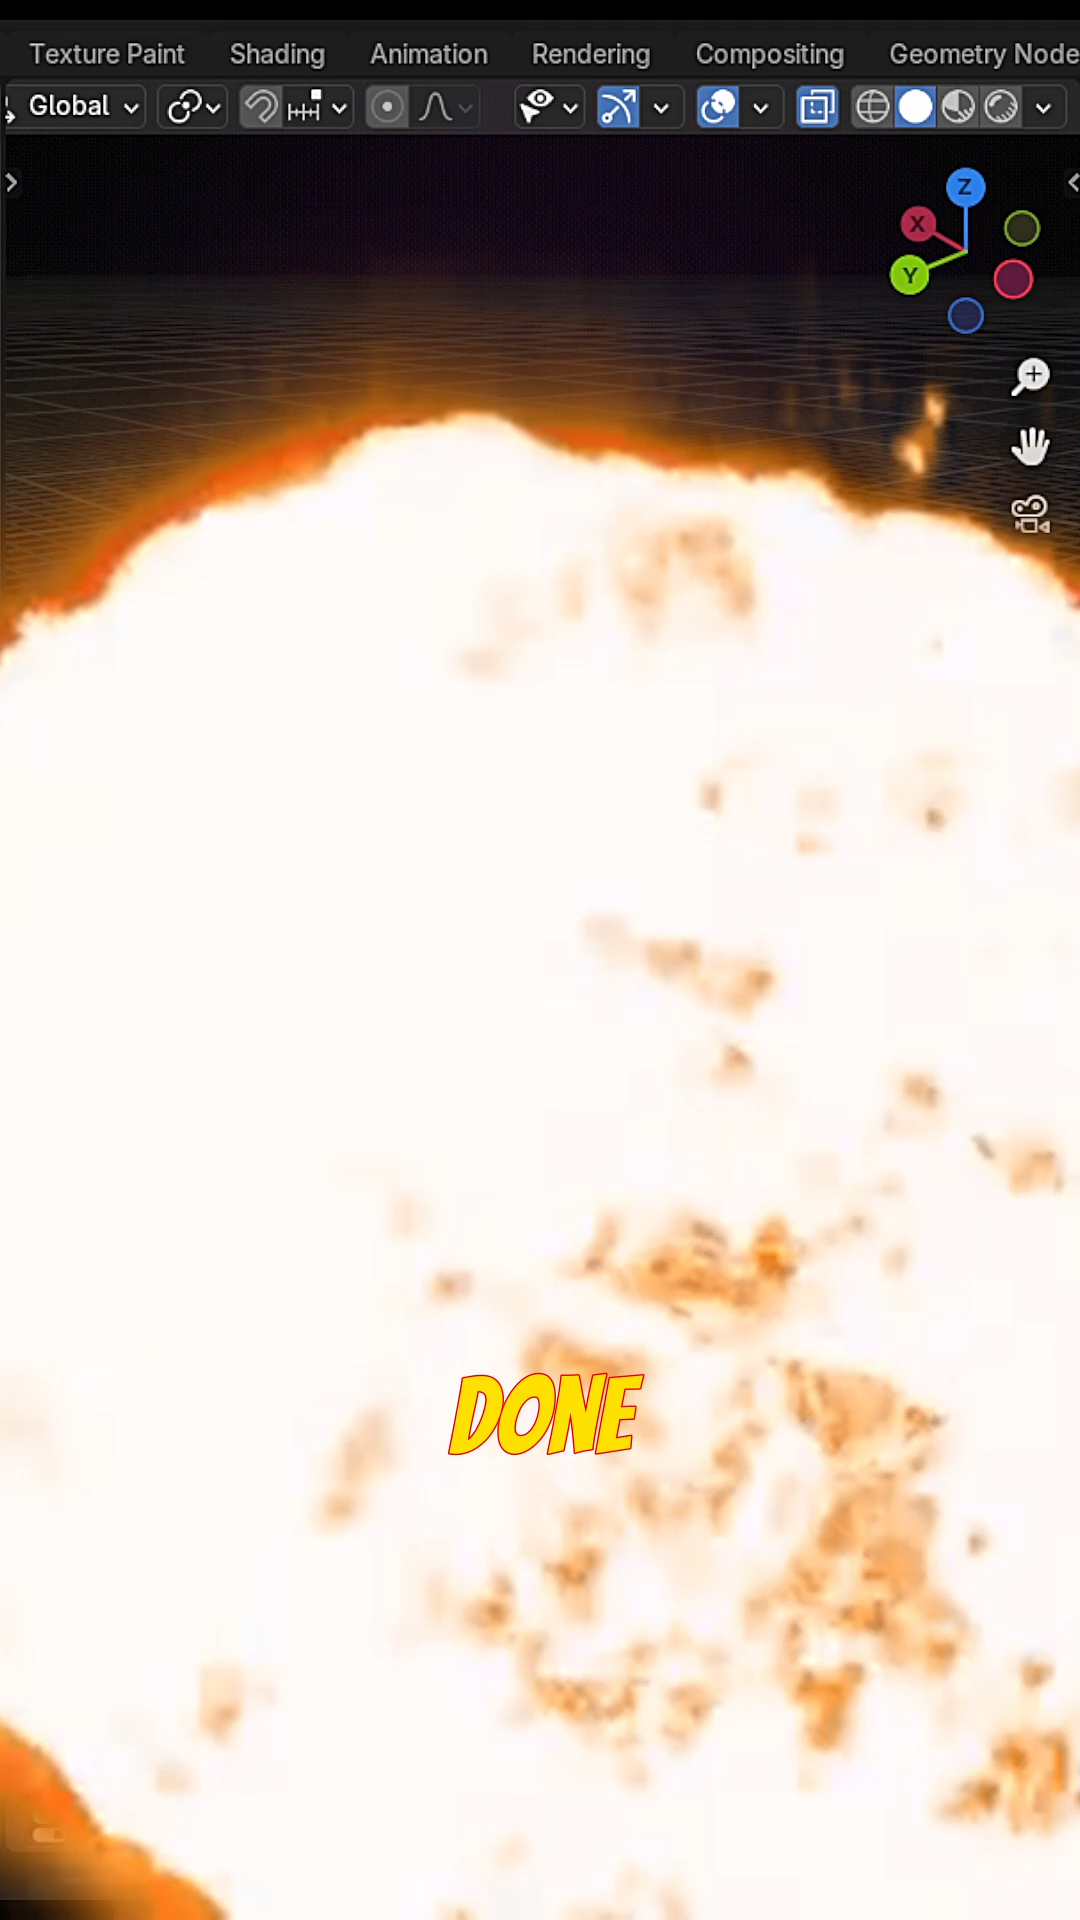 Texture Paint Shading Animation Rendering Compositing Geometry Node
Global
Z
X
Y
DONE